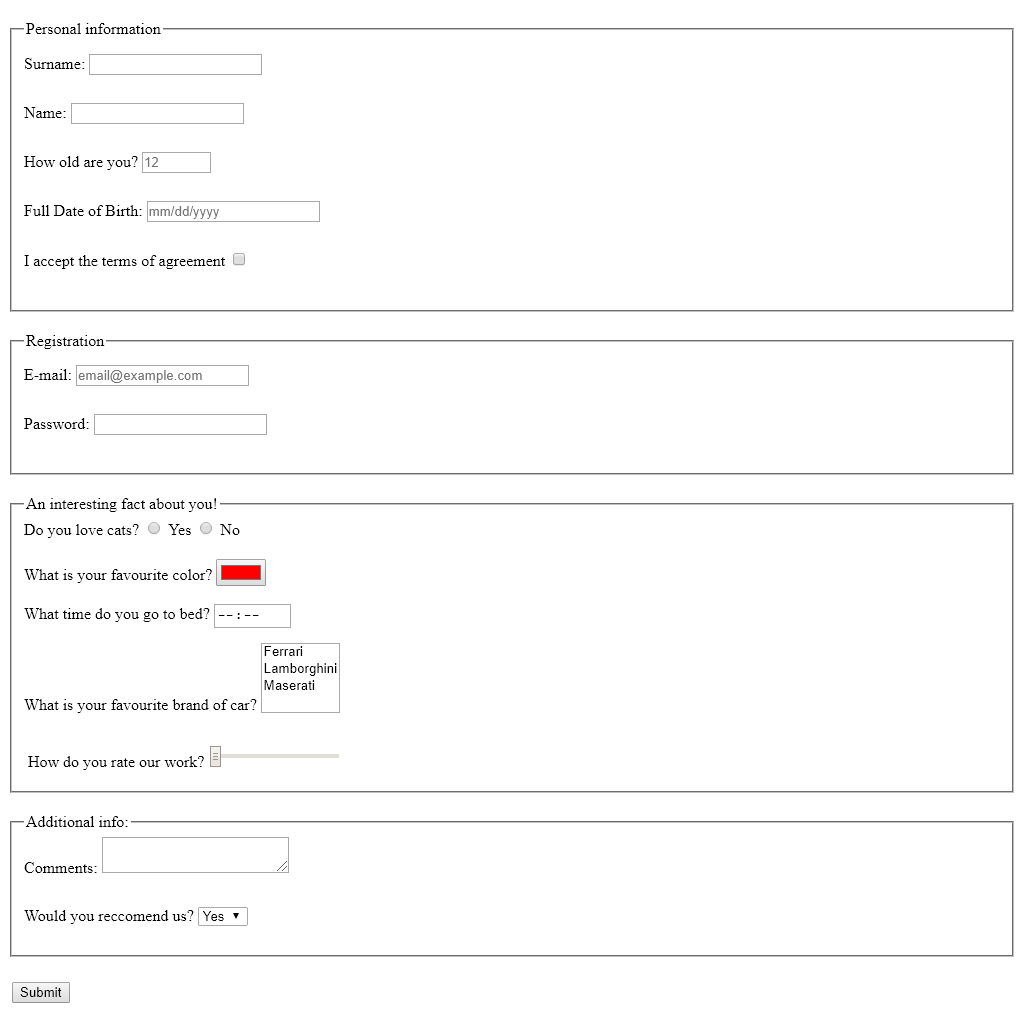 Personal information
Surname:
Name:
How old are you? 12
Full Date of Birth: mm/dd/yyyy
I accept the terms of agreement
Registration
E-mail: email@example.com
Password:
An interesting fact about you!
Do you love cats? Yes No
What is your favourite color?
What time do you go to bed? --:--
Ferrari
Lamborghini
Maserati
What is your favourite brand of car?
How do you rate our work?
Additional info:
Comments:
Would you reccomend us? Yes
Submit